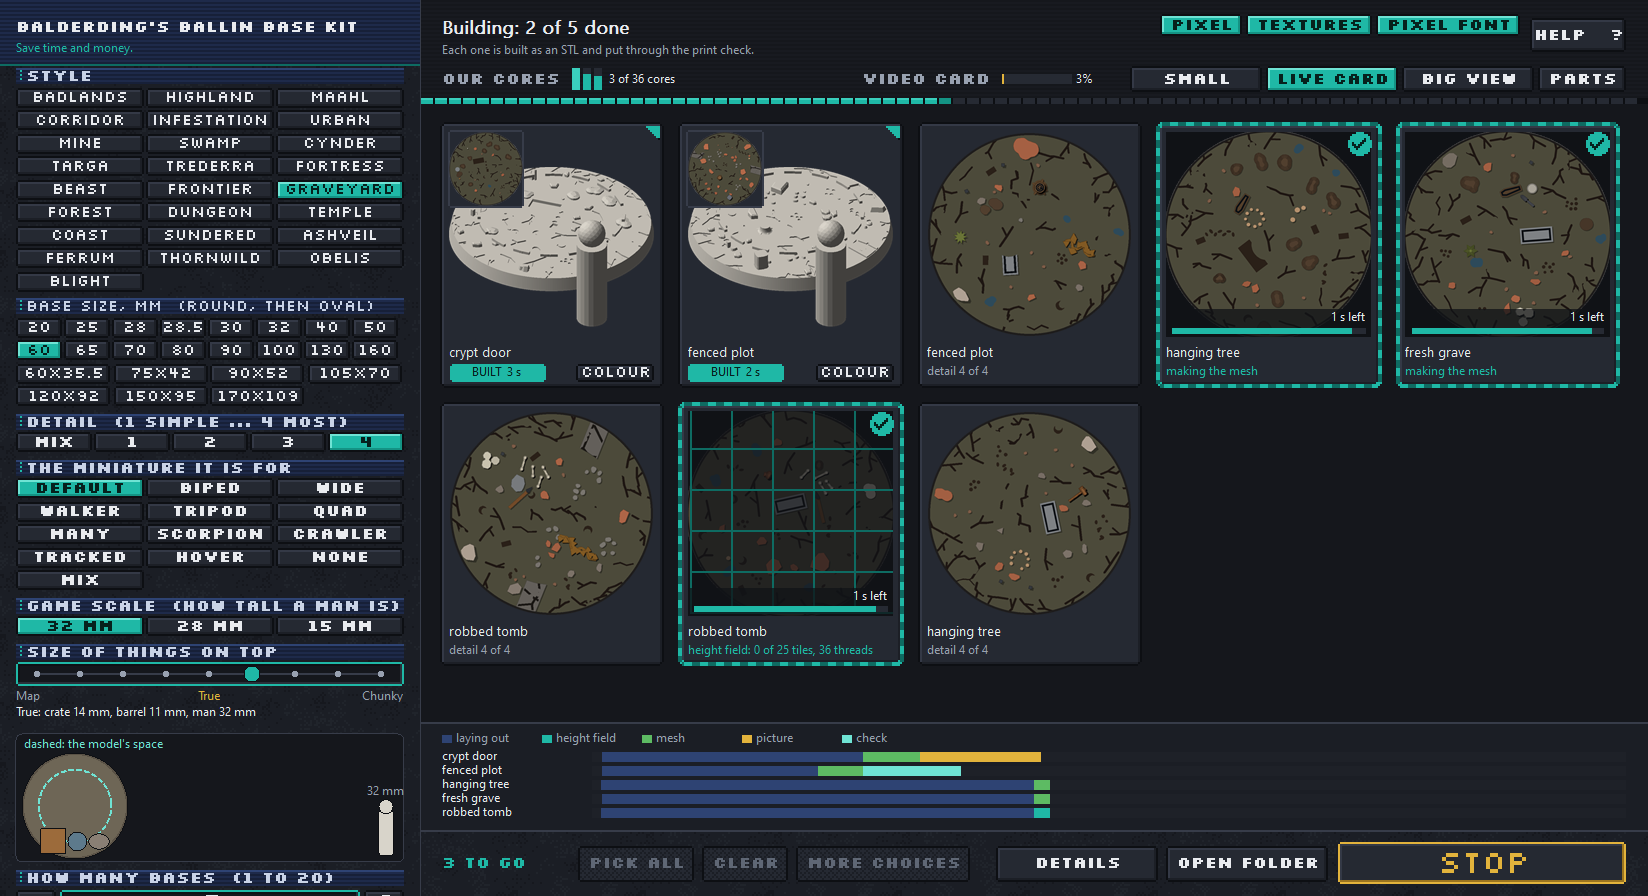 BALDERDING'S BALLIN BASE KIT
Save time and money.
STYLE
BADLANDS HIGHLAND MAAHL
CORRIDOR INFESTATION URBAN
MINE SWAMP CYNDER
TARGA TREDERRA FORTRESS
BEAST FRONTIER GRAVEYARD
FOREST DUNGEON TEMPLE
COAST SUNDERED ASHVEIL
FERRUM THORNWILD OBELIS
BLIGHT
BASE SIZE, MM (ROUND, THEN OVAL)
20 25 28 28.5 30 32 40 50
60 65 70 80 90 100 130 160
60X35.5 75X42 90X52 105X70
120X92 150X95 170X109
DETAIL (1 SIMPLE ... 4 MOST)
MIX 1 2 3 4
THE MINIATURE IT IS FOR
DEFAULT BIPED WIDE
WALKER TRIPOD QUAD
MANY SCORPION CRAWLER
TRACKED HOVER NONE
MIX
GAME SCALE (HOW TALL A MAN IS)
32 MM 28 MM 15 MM
SIZE OF THINGS ON TOP
Map True Chunky
True: crate 14 mm, barrel 11 mm, man 32 mm
dashed: the model's space
32 mm
HOW MANY BASES (1 TO 20)
Building: 2 of 5 done
Each one is built as an STL and put through the print check.
PIXEL TEXTURES PIXEL FONT HELP ?
OUR CORES 3 of 36 cores VIDEO CARD 3% SMALL LIVE CARD BIG VIEW PARTS
crypt door
BUILT 3 s COLOUR
fenced plot
BUILT 2 s COLOUR
fenced plot
detail 4 of 4
1 s left
hanging tree
making the mesh
1 s left
fresh grave
making the mesh
robbed tomb
detail 4 of 4
1 s left
robbed tomb
height field: 0 of 25 tiles, 36 threads
hanging tree
detail 4 of 4
laying out height field mesh picture check
crypt door
fenced plot
hanging tree
fresh grave
robbed tomb
3 TO GO PICK ALL CLEAR MORE CHOICES DETAILS OPEN FOLDER STOP